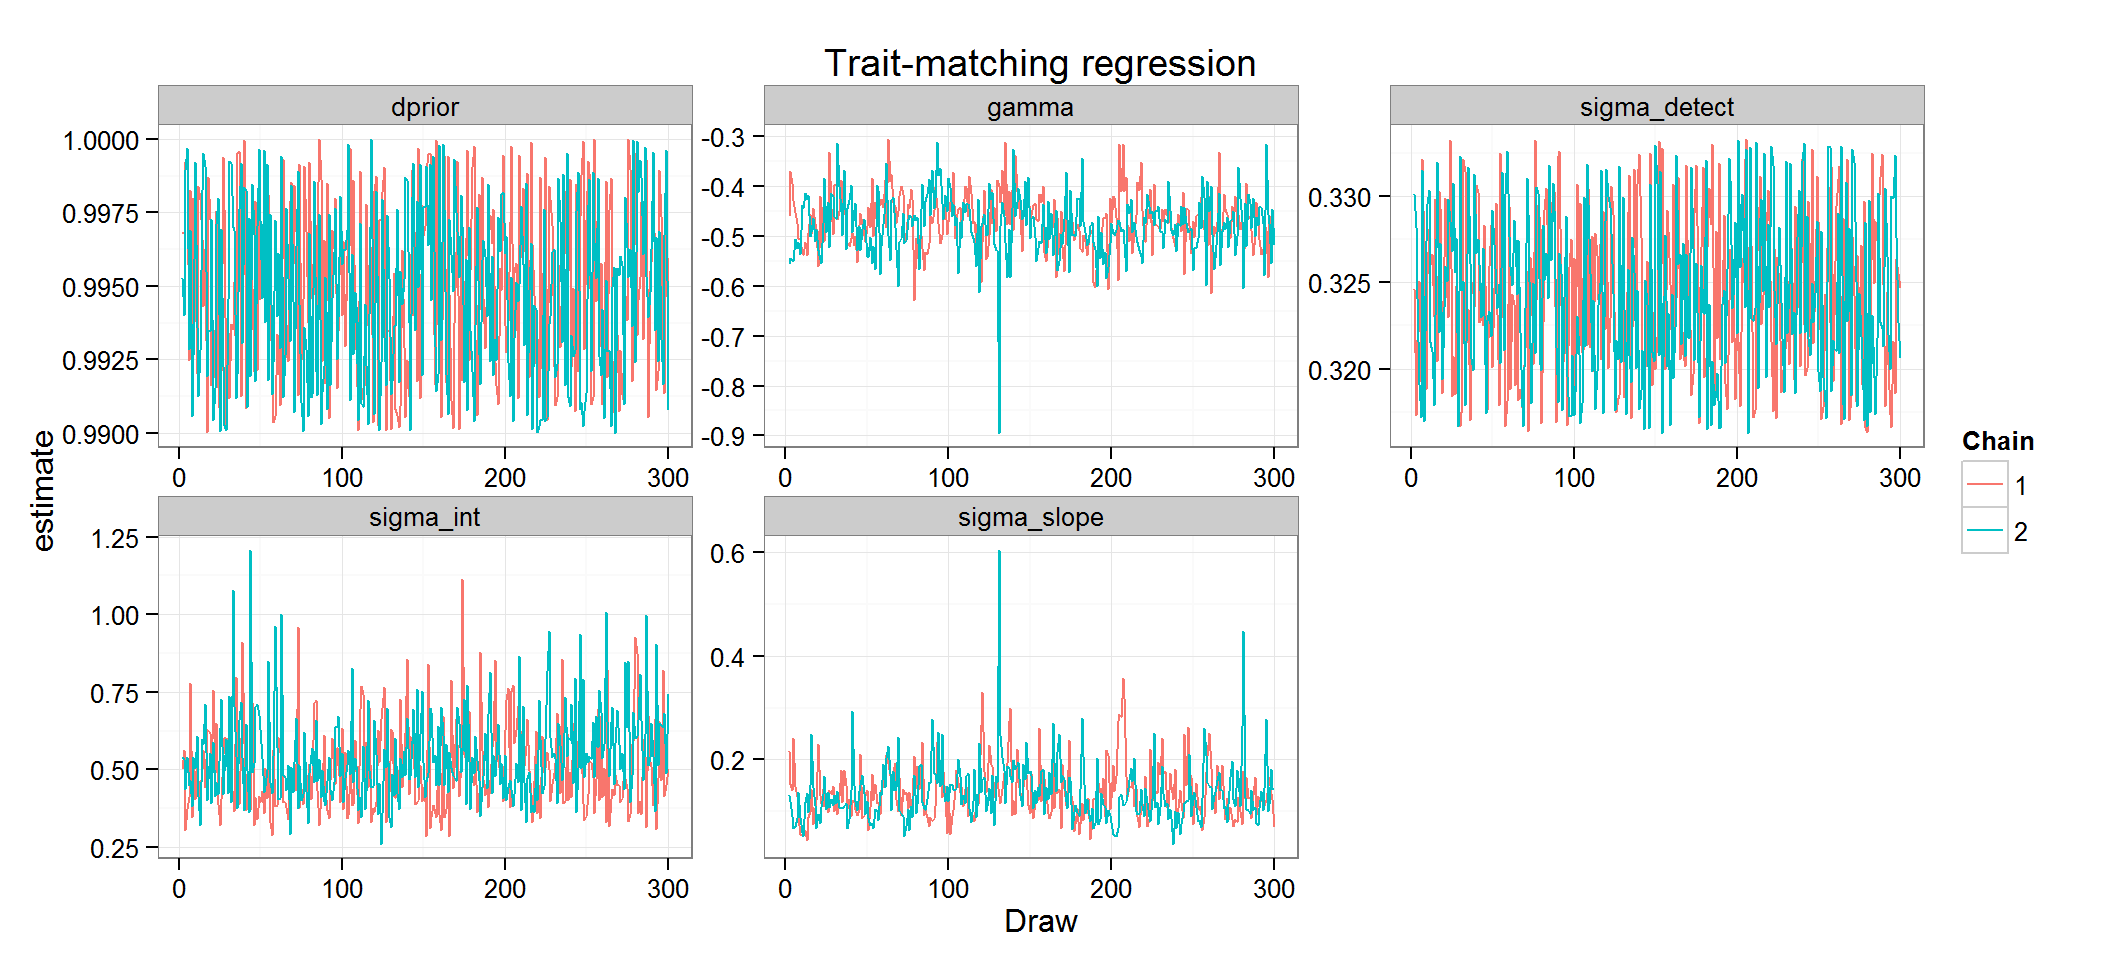 Trait-matching regression
dprior
gamma
sigma_detect
1.0000
0.9975
0.9950
0.9925
0.9900
-0.3
-0.4
-0.5
-0.6
-0.7
-0.8
-0.9
0.330
0.325
0.320
0 100 200 300
0 100 200 300
0 100 200 300
estimate
sigma_int
sigma_slope
1.25
1.00
0.75
0.50
0.25
0.6
0.4
0.2
0 100 200 300
0 100 200 300
Draw
Chain
1
2